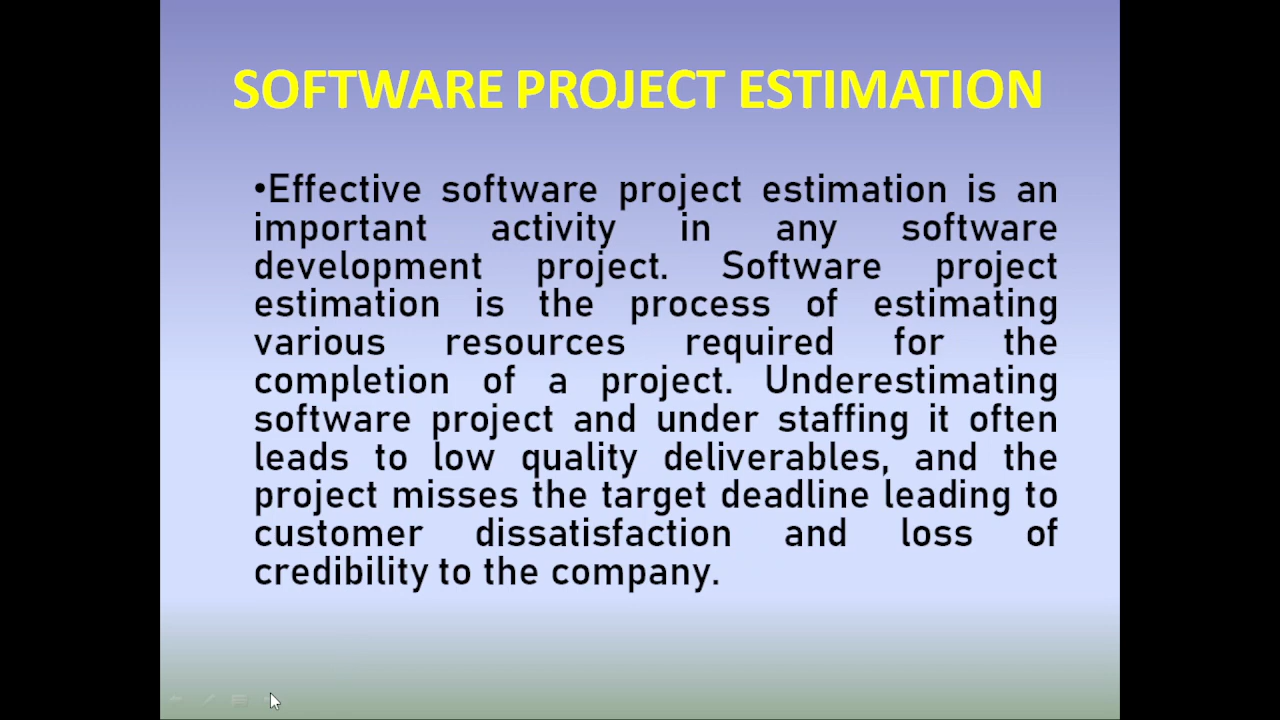 SOFTWARE PROJECT ESTIMATION
•Effective software project estimation is an
important activity in any software
development project. Software project
estimation is the process of estimating
various resources required for the
completion of a project. Underestimating
software project and under staffing it often
leads to low quality deliverables, and the
project misses the target deadline leading to
customer dissatisfaction and loss of
credibility to the company.